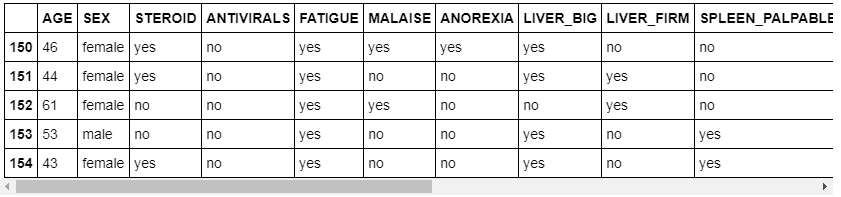 AGE SEX STEROID ANTIVIRALS FATIGUE MALAISE ANOREXIA LIVER_BIG LIVER_FIRM SPLEEN_PALPABLE
150 46 female yes no yes yes yes yes no no
151 44 female yes no yes no no yes yes no
152 61 female no no yes yes no no yes no
153 53 male no no yes no no yes no yes
154 43 female yes no yes no no yes no yes